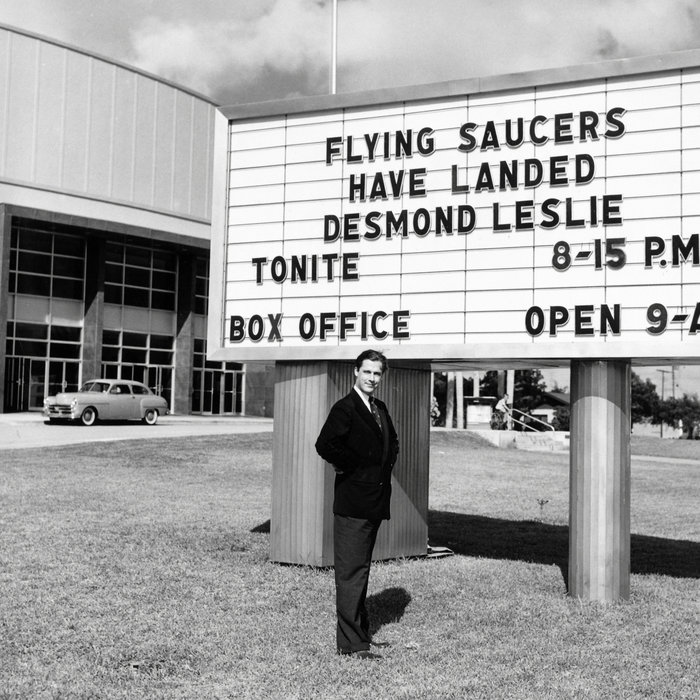 FLYING SAUCERS
HAVE LANDED
DESMOND LESLIE
TONITE 8-15 P.M
BOX OFFICE OPEN 9-A